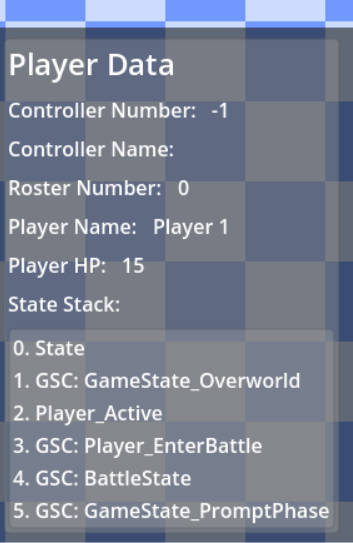 Player Data
Controller Number: -1
Controller Name:
Roster Number: 0
Player Name: Player 1
Player HP: 15
State Stack:
0. State
1. GSC: GameState_Overworld
2. Player_Active
3. GSC: Player_EnterBattle
4. GSC: BattleState
5. GSC: GameState_PromptPhase